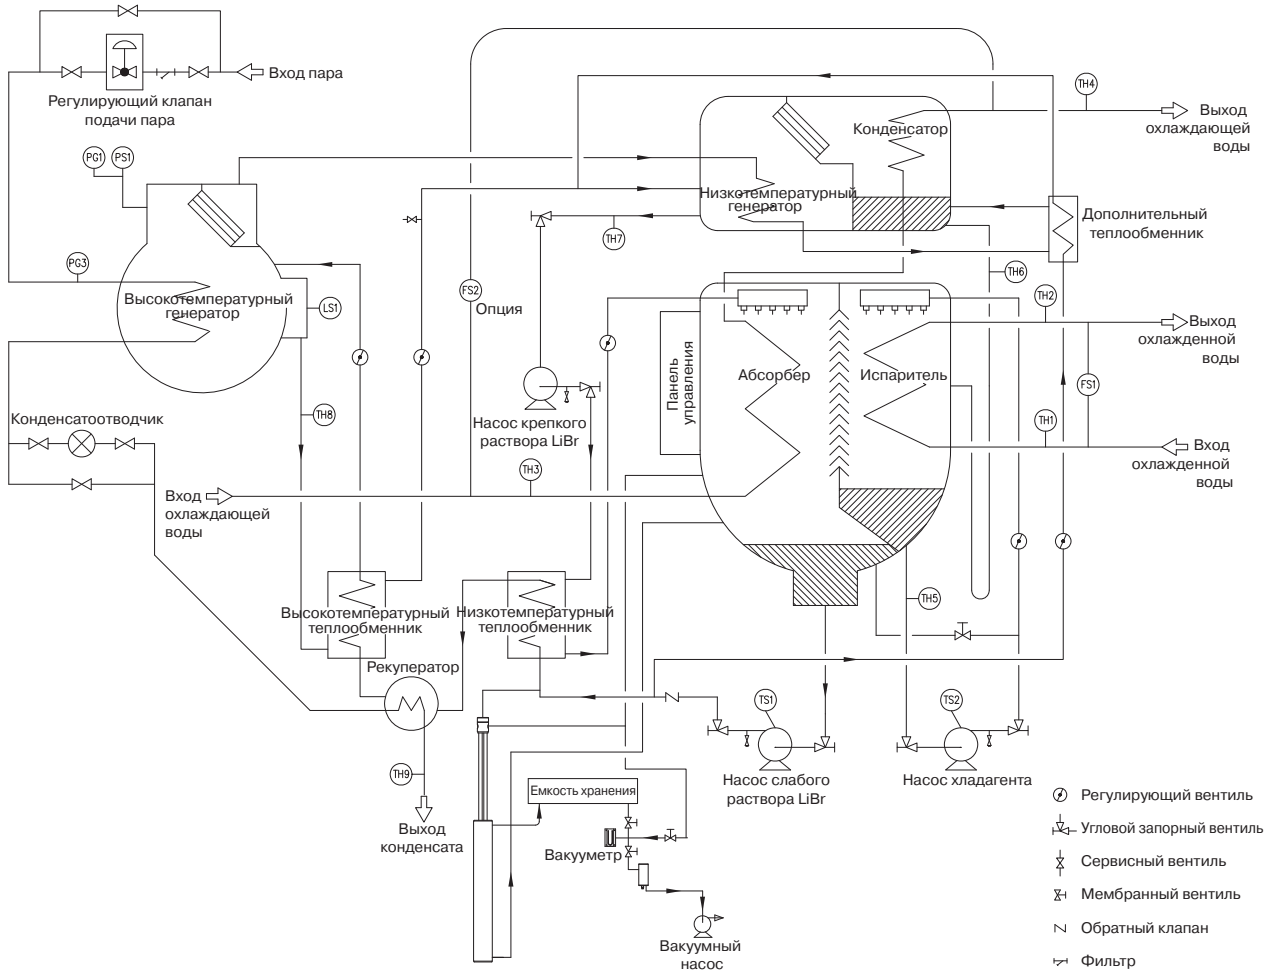 Вход пара
Регулирующий клапан
подачи пара
PG1
PS1
PG3
Высокотемпературный
генератор
LS1
TH8
Конденсатоотводчик
Вход
охлаждающей
воды
FS2
Опция
TH7
TH3
Насос крепкого
раствора LiBr
Панель
управления
Конденсатор
Низкотемпературный
генератор
TH4
Выход
охлаждающей
воды
Дополнительный
теплообменник
TH6
TH2
Выход
охлажденной
воды
FS1
TH1
Вход
охлажденной
воды
Абсорбер
Испаритель
TH5
Высокотемпературный
теплообменник
Низкотемпературный
теплообменник
Рекуператор
TH9
Выход
конденсата
TS1
Насос слабого
раствора LiBr
TS2
Насос хладагента
Емкость хранения
Вакууметр
Вакуумный
насос
Регулирующий вентиль
Угловой запорный вентиль
Сервисный вентиль
Мембранный вентиль
Обратный клапан
Фильтр